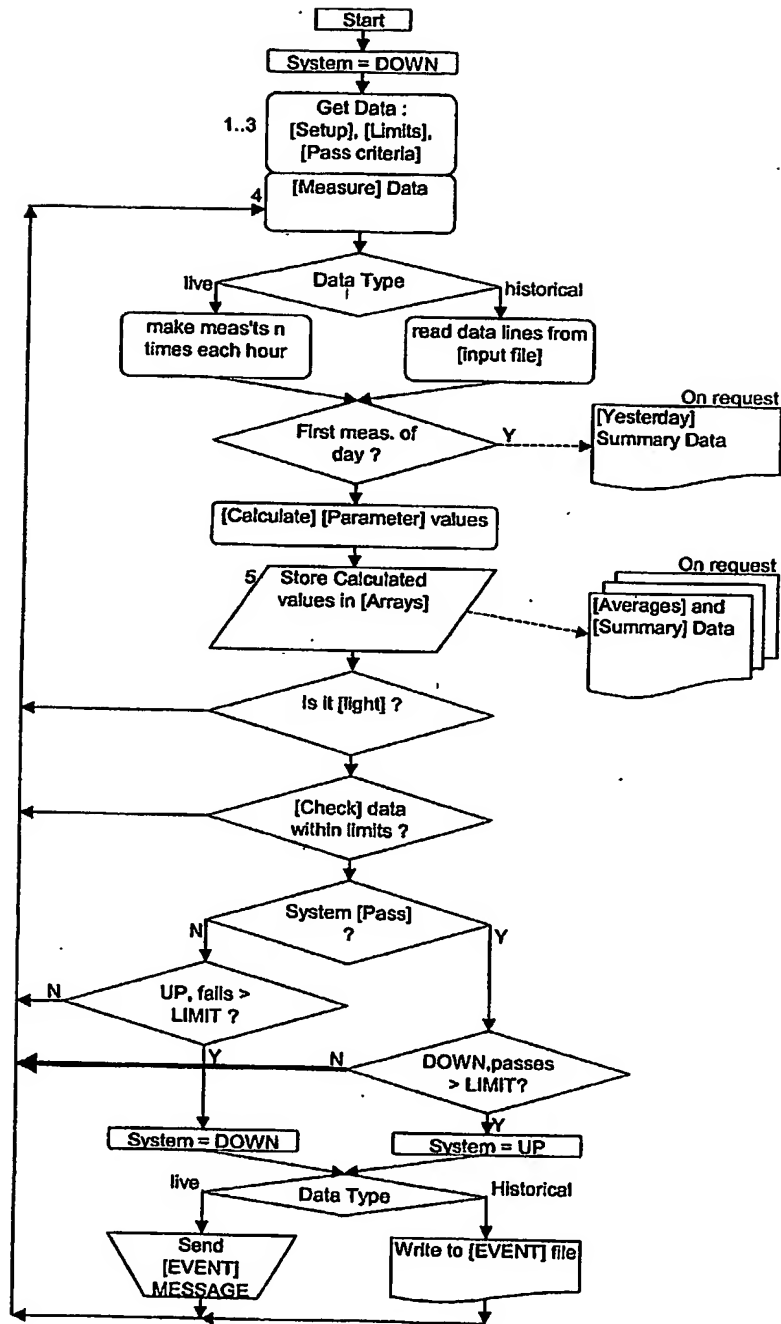 Start
System = DOWN
1..3
Get Data :
[Setup], [Limits],
[Pass criteria]
4
[Measure] Data
live
Data Type
historical
make meas'ts n
times each hour
read data lines from
[input file]
First meas. of
day ?
Y
On request
[Yesterday]
Summary Data
[Calculate] [Parameter] values
5
Store Calculated
values in [Arrays]
On request
[Averages] and
[Summary] Data
Is it [light] ?
[Check] data
within limits ?
N
System [Pass]
?
Y
N
UP, fails >
LIMIT ?
Y
N
DOWN,passes
> LIMIT?
Y
System = DOWN
System = UP
live
Data Type
Historical
Send
[EVENT]
MESSAGE
Write to [EVENT] file